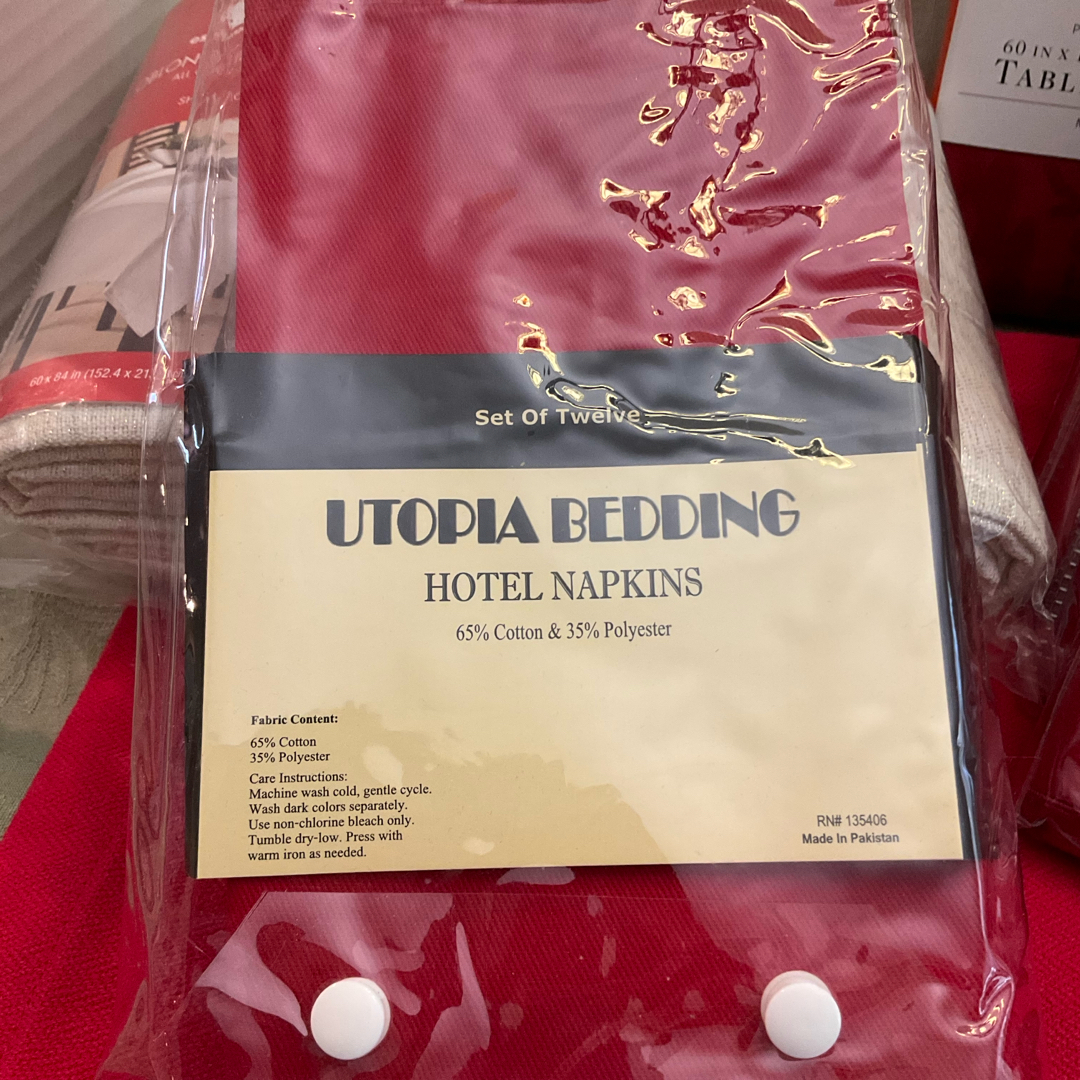 60 IN X
TABL
60 x 84 in (152.4 x 21
Set Of Twelve
UTOPIA BEDDING
HOTEL NAPKINS
65% Cotton & 35% Polyester
Fabric Content:
65% Cotton
35% Polyester
Care Instructions:
Machine wash cold, gentle cycle.
Wash dark colors separately.
Use non-chlorine bleach only.
Tumble dry-low. Press with
warm iron as needed.
RN# 135406
Made In Pakistan